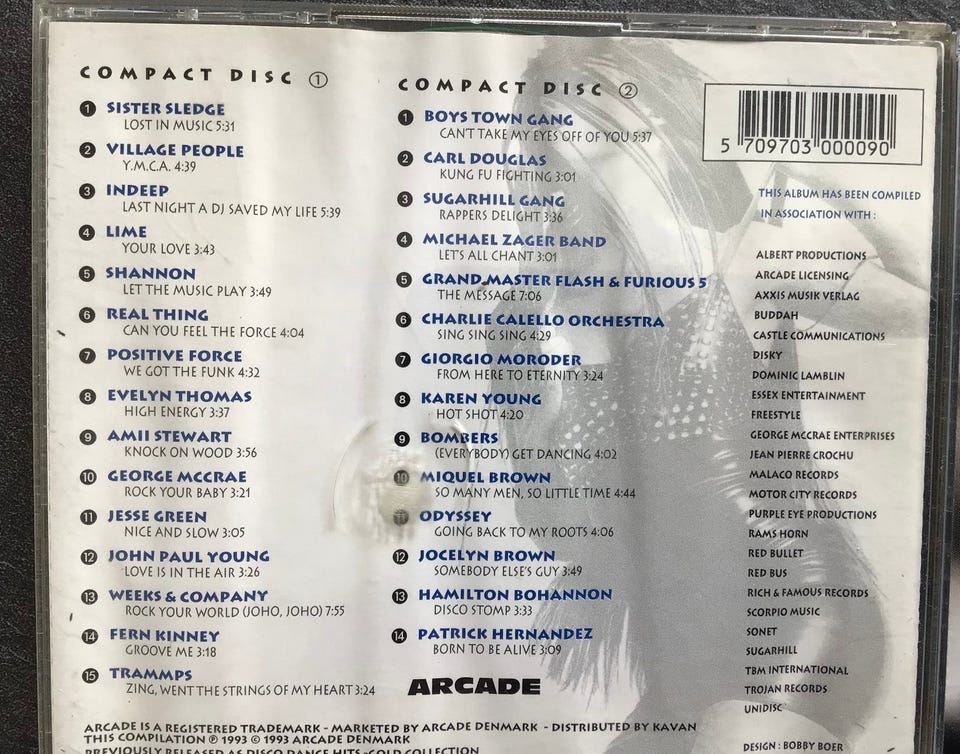 COMPACT DISC 1
1 SISTER SLEDGE
LOST IN MUSIC 5:31
2 VILLAGE PEOPLE
Y.M.C.A. 4:39
3 INDEEP
LAST NIGHT A DJ SAVED MY LIFE 5:39
4 LIME
YOUR LOVE 3:43
5 SHANNON
LET THE MUSIC PLAY 3:49
6 REAL THING
CAN YOU FEEL THE FORCE 4:04
7 POSITIVE FORCE
WE GOT THE FUNK 4:32
8 EVELYN THOMAS
HIGH ENERGY 3:37
9 AMII STEWART
KNOCK ON WOOD 3:56
10 GEORGE MCCRAE
ROCK YOUR BABY 3:21
11 JESSE GREEN
NICE AND SLOW 3:05
12 JOHN PAUL YOUNG
LOVE IS IN THE AIR 3:26
13 WEEKS & COMPANY
ROCK YOUR WORLD (JOHO, JOHO) 7:55
14 FERN KINNEY
GROOVE ME 3:18
15 TRAMMPS
ZING, WENT THE STRINGS OF MY HEART 3:24
COMPACT DISC 2
1 BOYS TOWN GANG
CAN'T TAKE MY EYES OFF OF YOU 5:37
2 CARL DOUGLAS
KUNG FU FIGHTING 3:01
3 SUGARHILL GANG
RAPPERS DELIGHT 3:36
4 MICHAEL ZAGER BAND
LET'S ALL CHANT 3:01
5 GRAND MASTER FLASH & FURIOUS 5
THE MESSAGE 7:06
6 CHARLIE CALELLO ORCHESTRA
SING SING SING 4:29
7 GIORGIO MORODER
FROM HERE TO ETERNITY 3:24
8 KAREN YOUNG
HOT SHOT 4:20
9 BOMBERS
(EVERYBODY) GET DANCING 4:02
10 MIQUEL BROWN
SO MANY MEN, SO LITTLE TIME 4:44
11 ODYSSEY
GOING BACK TO MY ROOTS 4:06
12 JOCELYN BROWN
SOMEBODY ELSE'S GUY 3:49
13 HAMILTON BOHANNON
DISCO STOMP 3:33
14 PATRICK HERNANDEZ
BORN TO BE ALIVE 3:09
ARCADE
5 709703 000090
THIS ALBUM HAS BEEN COMPILED
IN ASSOCIATION WITH :
ALBERT PRODUCTIONS
ARCADE LICENSING
AXXIS MUSIK VERLAG
BUDDAH
CASTLE COMMUNICATIONS
DISKY
DOMINIC LAMBLIN
ESSEX ENTERTAINMENT
FREESTYLE
GEORGE MCCRAE ENTERPRISES
JEAN PIERRE CROCHU
MALACO RECORDS
MOTOR CITY RECORDS
PURPLE EYE PRODUCTIONS
RAMS HORN
RED BULLET
RED BUS
RICH & FAMOUS RECORDS
SCORPIO MUSIC
SONET
SUGARHILL
TBM INTERNATIONAL
TROJAN RECORDS
UNIDISC
ARCADE IS A REGISTERED TRADEMARK - MARKETED BY ARCADE DENMARK - DISTRIBUTED BY KAVAN
THIS COMPILATION ℗ 1993 © 1993 ARCADE DENMARK
PREVIOUSLY RELEASED AS DISCO DANCE HITS - GOLD COLLECTION
DESIGN : BOBBY BOER